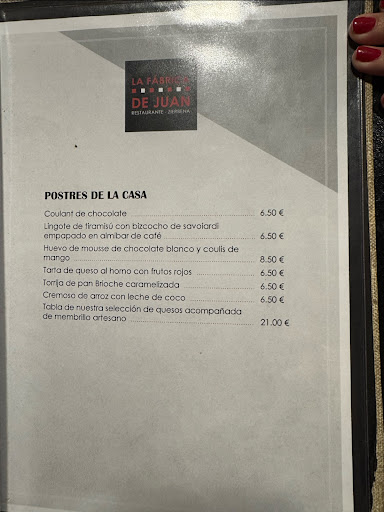 LA FÁBRICA
DE JUAN
RESTAURANTE - ZIRBENA
POSTRES DE LA CASA
Coulant de chocolate 6.50 €
Lingote de tiramisú con bizcocho de savoiardi
empapado en almíbar de café 6.50 €
Huevo de mousse de chocolate blanco y coulis de
mango 8.50 €
Tarta de queso al horno con frutos rojos 6.50 €
Torrija de pan Brioche caramelizada 6.50 €
Cremoso de arroz con leche de coco 6.50 €
Tabla de nuestra selección de quesos acompañada
de membrillo artesano 21.00 €